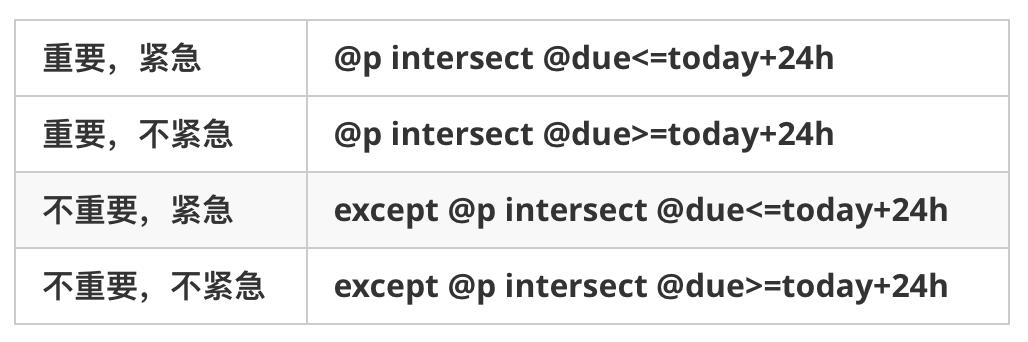 重要，紧急 @p intersect @due<=today+24h
重要，不紧急 @p intersect @due>=today+24h
不重要，紧急 except @p intersect @due<=today+24h
不重要，不紧急 except @p intersect @due>=today+24h